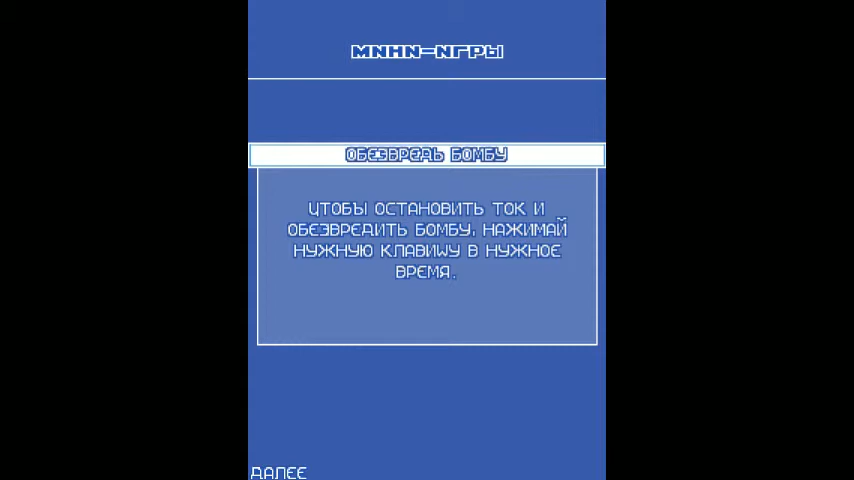 МИНИ-ИГРЫ
ОБЕЗВРЕДЬ БОМБУ
ЧТОБЫ ОСТАНОВИТЬ ТОК И
ОБЕЗВРЕДИТЬ БОМБУ, НАЖИМАЙ
НУЖНУЮ КЛАВИШУ В НУЖНОЕ
ВРЕМЯ.
ДАЛЕЕ